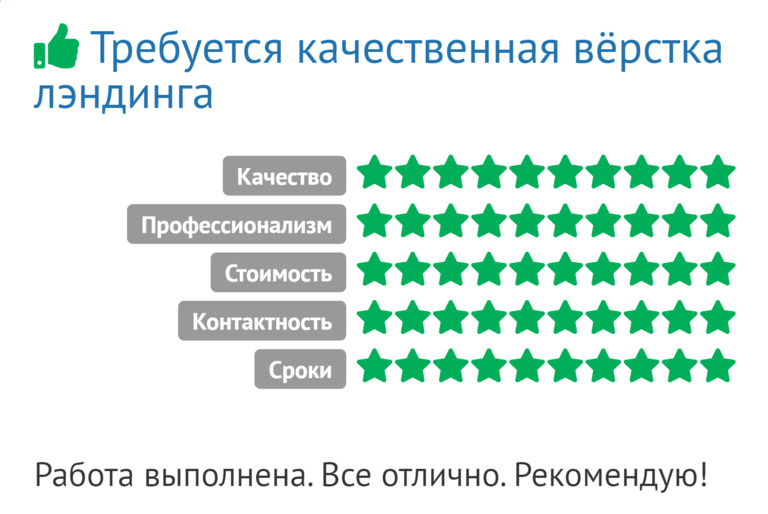 Требуется качественная вёрстка
лэндинга
Качество
Профессионализм
Стоимость
Контактность
Сроки
Работа выполнена. Все отлично. Рекомендую!